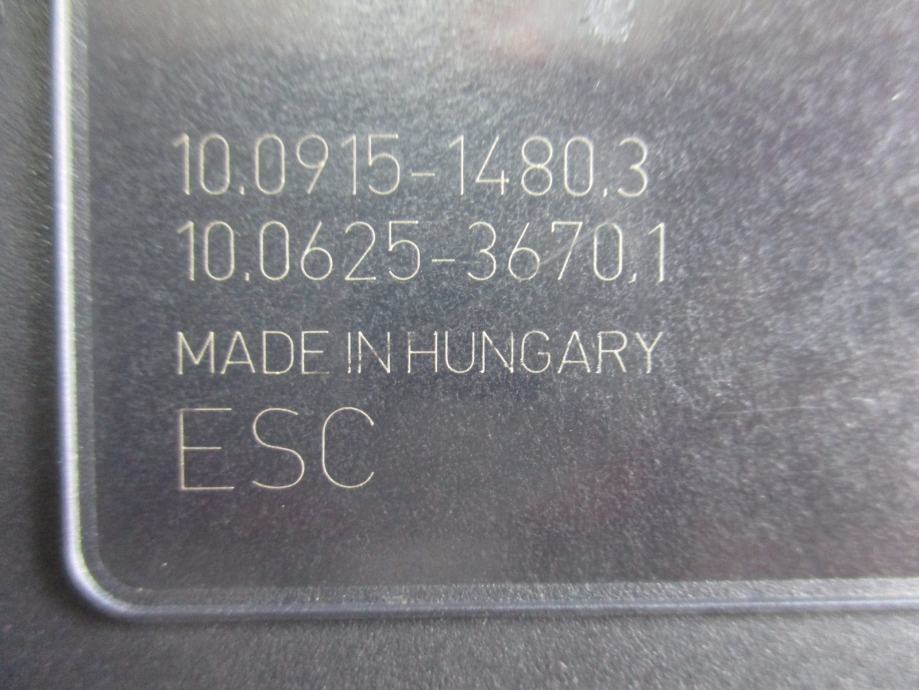 10.0915-1480.3
10.0625-3670.1
MADE IN HUNGARY
ESC